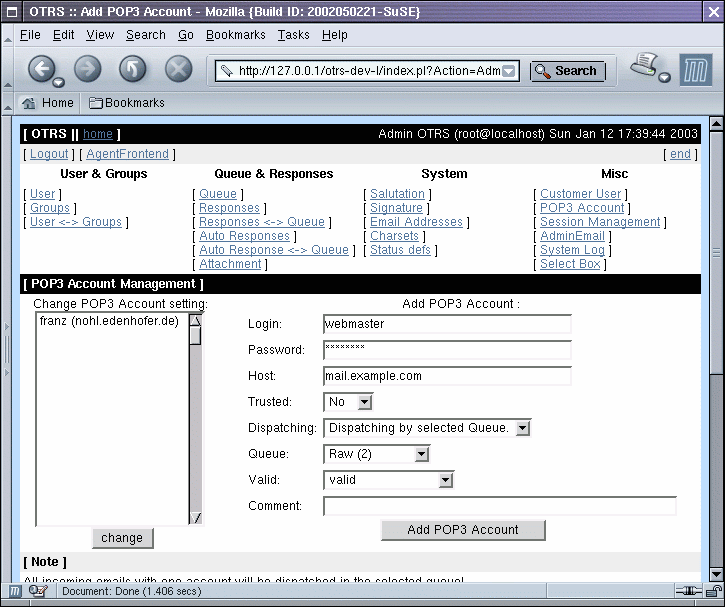 OTRS :: Add POP3 Account - Mozilla {Build ID: 2002050221-SuSE}
File Edit View Search Go Bookmarks Tasks Help
http://127.0.0.1/otrs-dev-l/index.pl?Action=Adm Search
Home Bookmarks
[ OTRS || home ] Admin OTRS (root@localhost) Sun Jan 12 17:39:44 2003
[ Logout ] [ AgentFrontend ] [ end ]
User & Groups Queue & Responses System Misc
[ User ] [ Queue ] [ Salutation ] [ Customer User ]
[ Groups ] [ Responses ] [ Signature ] [ POP3 Account ]
[ User <-> Groups ] [ Responses <-> Queue ] [ Email Addresses ] [ Session Management ]
[ Auto Responses ] [ Charsets ] [ AdminEmail ]
[ Auto Response <-> Queue ] [ Status defs ] [ System Log ]
[ Attachment ] [ Select Box ]
[ POP3 Account Management ]
Change POP3 Account setting: Add POP3 Account :
franz (nohl.edenhofer.de) Login: webmaster
Password: ********
Host: mail.example.com
Trusted: No
Dispatching: Dispatching by selected Queue.
Queue: Raw (2)
Valid: valid
Comment:
change Add POP3 Account
[ Note ]
All incoming emails with one account will be dispatched in the selected queue!
Document: Done (1.406 secs)